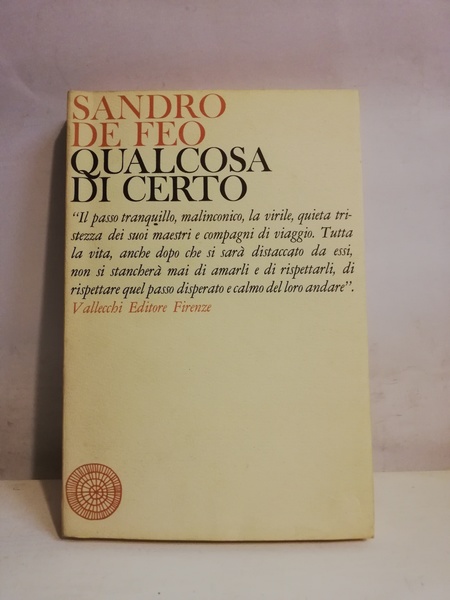 SANDRO
DE FEO
QUALCOSA
DI CERTO
“Il passo tranquillo, malinconico, la virile, quieta tri-
stezza dei suoi maestri e compagni di viaggio. Tutta
la vita, anche dopo che si sarà distaccato da essi,
non si stancherà mai di amarli e di rispettarli, di
rispettare quel passo disperato e calmo del loro andare”.
Vallecchi Editore Firenze